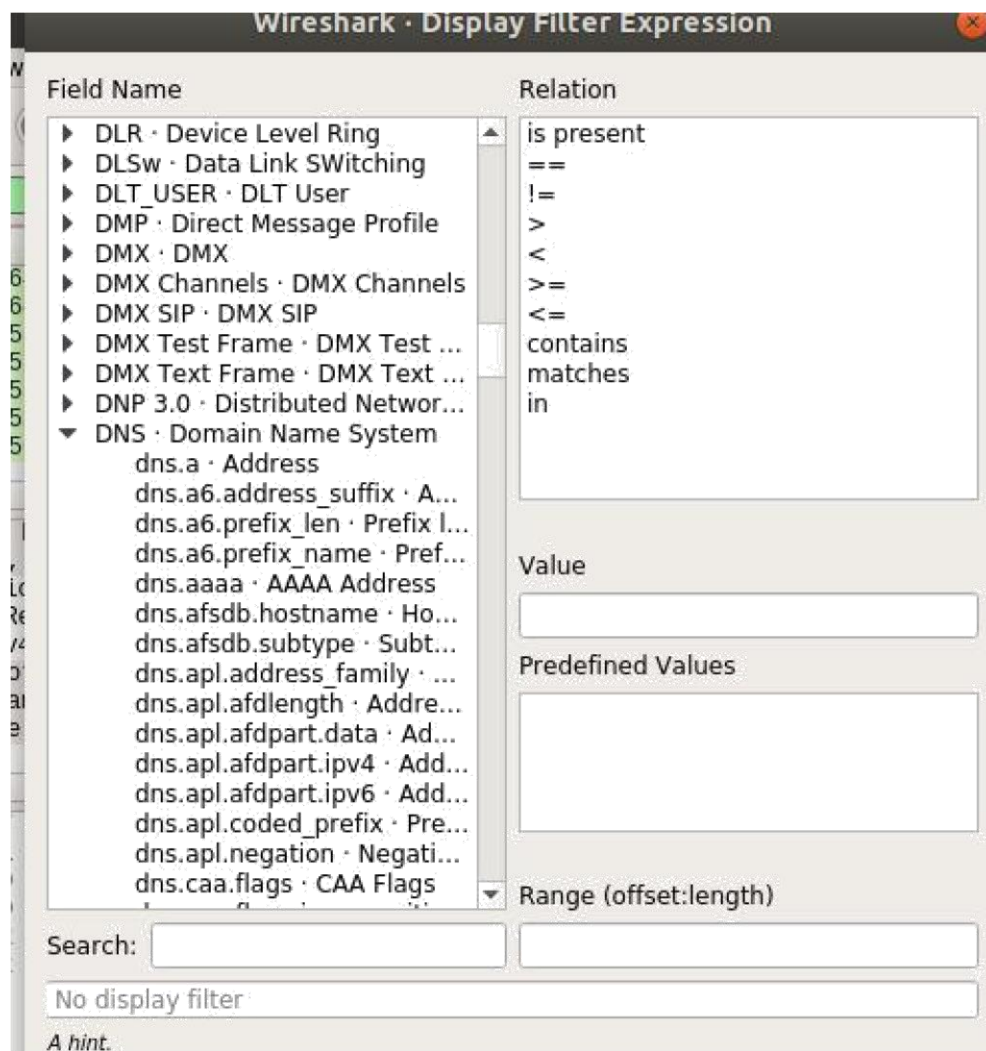 Wireshark · Display Filter Expression
Field Name
DLR · Device Level Ring
DLSw · Data Link SWitching
DLT_USER · DLT User
DMP · Direct Message Profile
DMX · DMX
DMX Channels · DMX Channels
DMX SIP · DMX SIP
DMX Test Frame · DMX Test ...
DMX Text Frame · DMX Text ...
DNP 3.0 · Distributed Networ...
DNS · Domain Name System
dns.a · Address
dns.a6.address_suffix · A...
dns.a6.prefix_len · Prefix l...
dns.a6.prefix_name · Pref...
dns.aaaa · AAAA Address
dns.afsdb.hostname · Ho...
dns.afsdb.subtype · Subt...
dns.apl.address_family · ...
dns.apl.afdlength · Addre...
dns.apl.afdpart.data · Ad...
dns.apl.afdpart.ipv4 · Add...
dns.apl.afdpart.ipv6 · Add...
dns.apl.coded_prefix · Pre...
dns.apl.negation · Negati...
dns.caa.flags · CAA Flags
Search:
Relation
is present
==
!=
>
<
>=
<=
contains
matches
in
Value
Predefined Values
Range (offset:length)
No display filter
A hint.